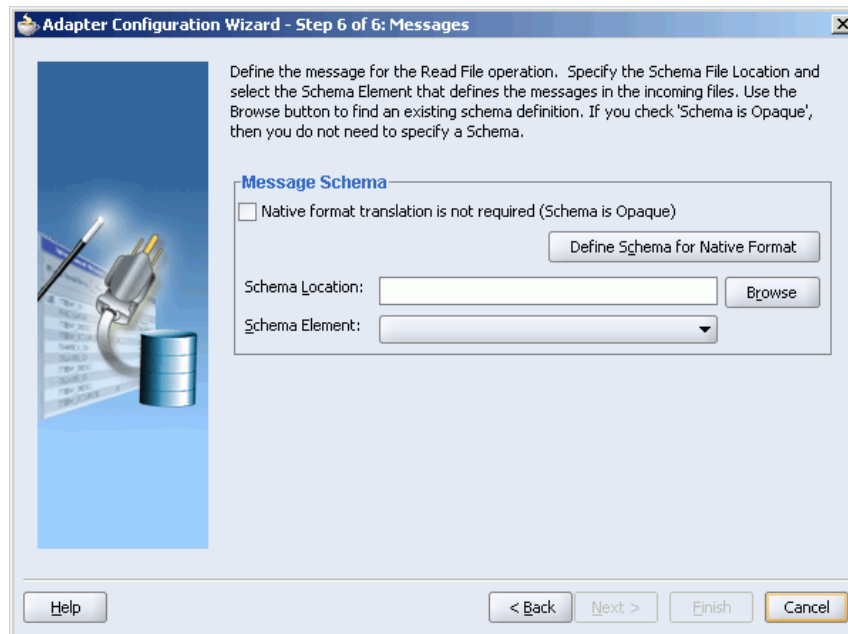 Adapter Configuration Wizard - Step 6 of 6: Messages
Define the message for the Read File operation.  Specify the Schema File Location and
select the Schema Element that defines the messages in the incoming files. Use the
Browse button to find an existing schema definition. If you check 'Schema is Opaque',
then you do not need to specify a Schema.
Message Schema
Native format translation is not required (Schema is Opaque)
Define Schema for Native Format
Schema Location:
Browse
Schema Element:
Help
< Back
Next >
Finish
Cancel